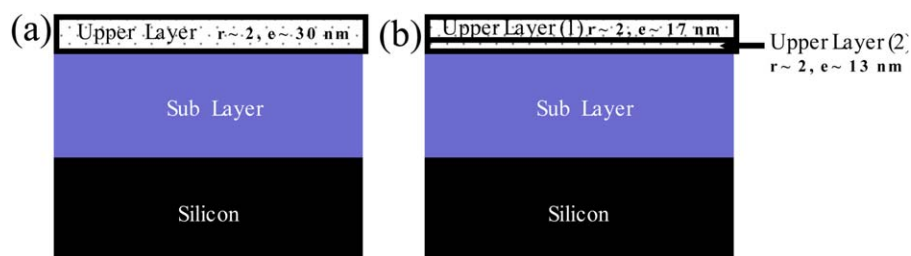 (a) Upper Layer r ~ 2, e ~ 30 nm
Sub Layer
Silicon
(b) Upper Layer (1) r ~ 2, e ~ 17 nm
Upper Layer (2)
r ~ 2, e ~ 13 nm
Sub Layer
Silicon